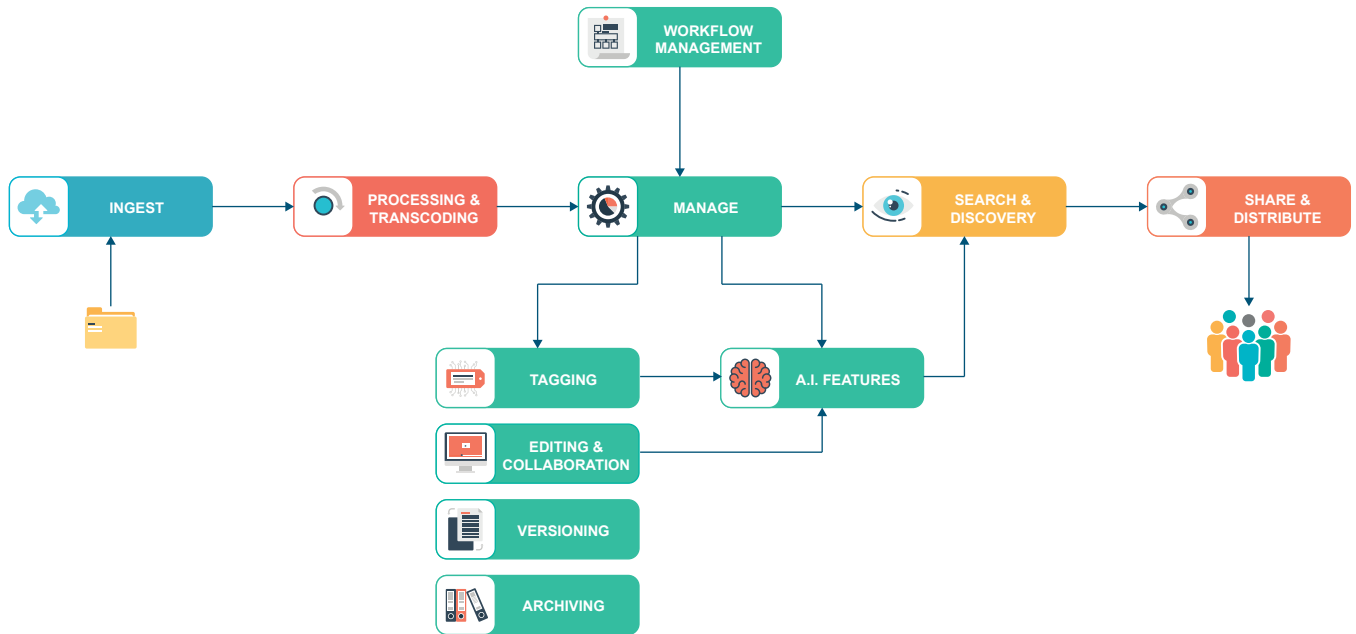 WORKFLOW
MANAGEMENT
INGEST
PROCESSING &
TRANSCODING
MANAGE
SEARCH &
DISCOVERY
SHARE &
DISTRIBUTE
TAGGING
A.I. FEATURES
EDITING &
COLLABORATION
VERSIONING
ARCHIVING